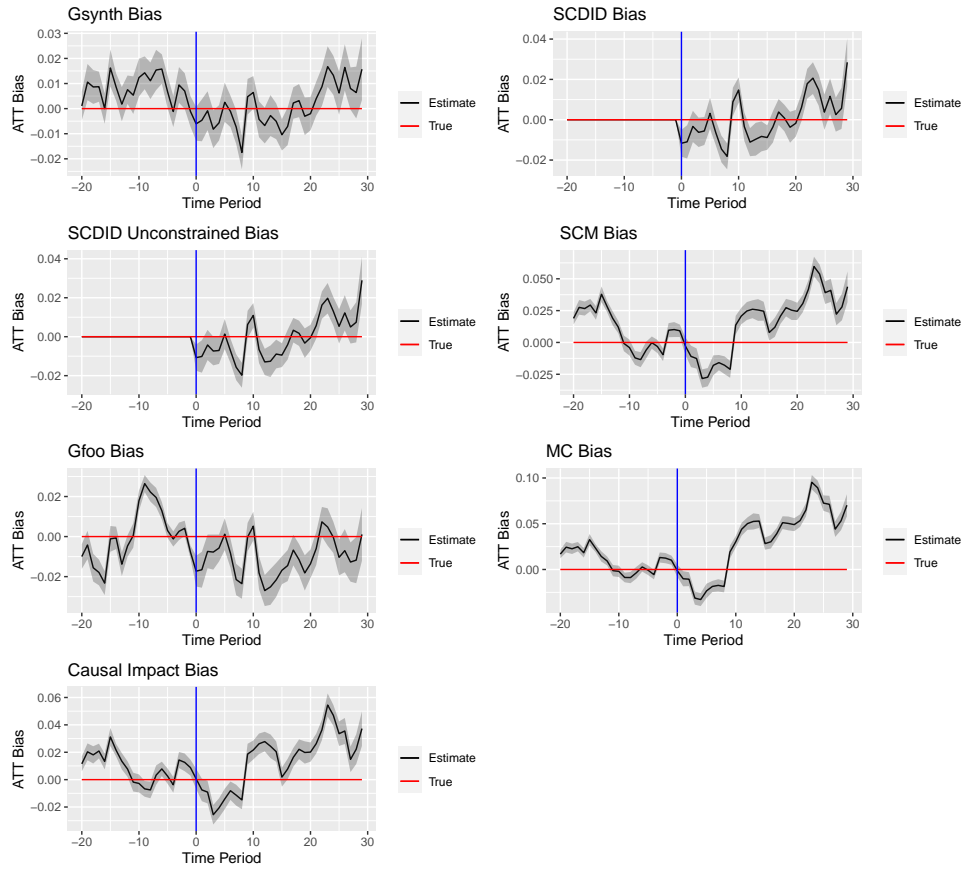 Gsynth Bias
0.03
0.02
0.01
0.00
−0.01
−0.02
ATT Bias
−20 −10 0 10 20 30
Time Period
Estimate
True
SCDID Bias
0.04
0.02
0.00
−0.02
ATT Bias
−20 −10 0 10 20 30
Time Period
Estimate
True
SCDID Unconstrained Bias
0.04
0.02
0.00
−0.02
ATT Bias
−20 −10 0 10 20 30
Time Period
Estimate
True
SCM Bias
0.050
0.025
0.000
−0.025
ATT Bias
−20 −10 0 10 20 30
Time Period
Estimate
True
Gfoo Bias
0.02
0.00
−0.02
ATT Bias
−20 −10 0 10 20 30
Time Period
Estimate
True
MC Bias
0.10
0.05
0.00
ATT Bias
−20 −10 0 10 20 30
Time Period
Estimate
True
Causal Impact Bias
0.06
0.04
0.02
0.00
−0.02
ATT Bias
−20 −10 0 10 20 30
Time Period
Estimate
True